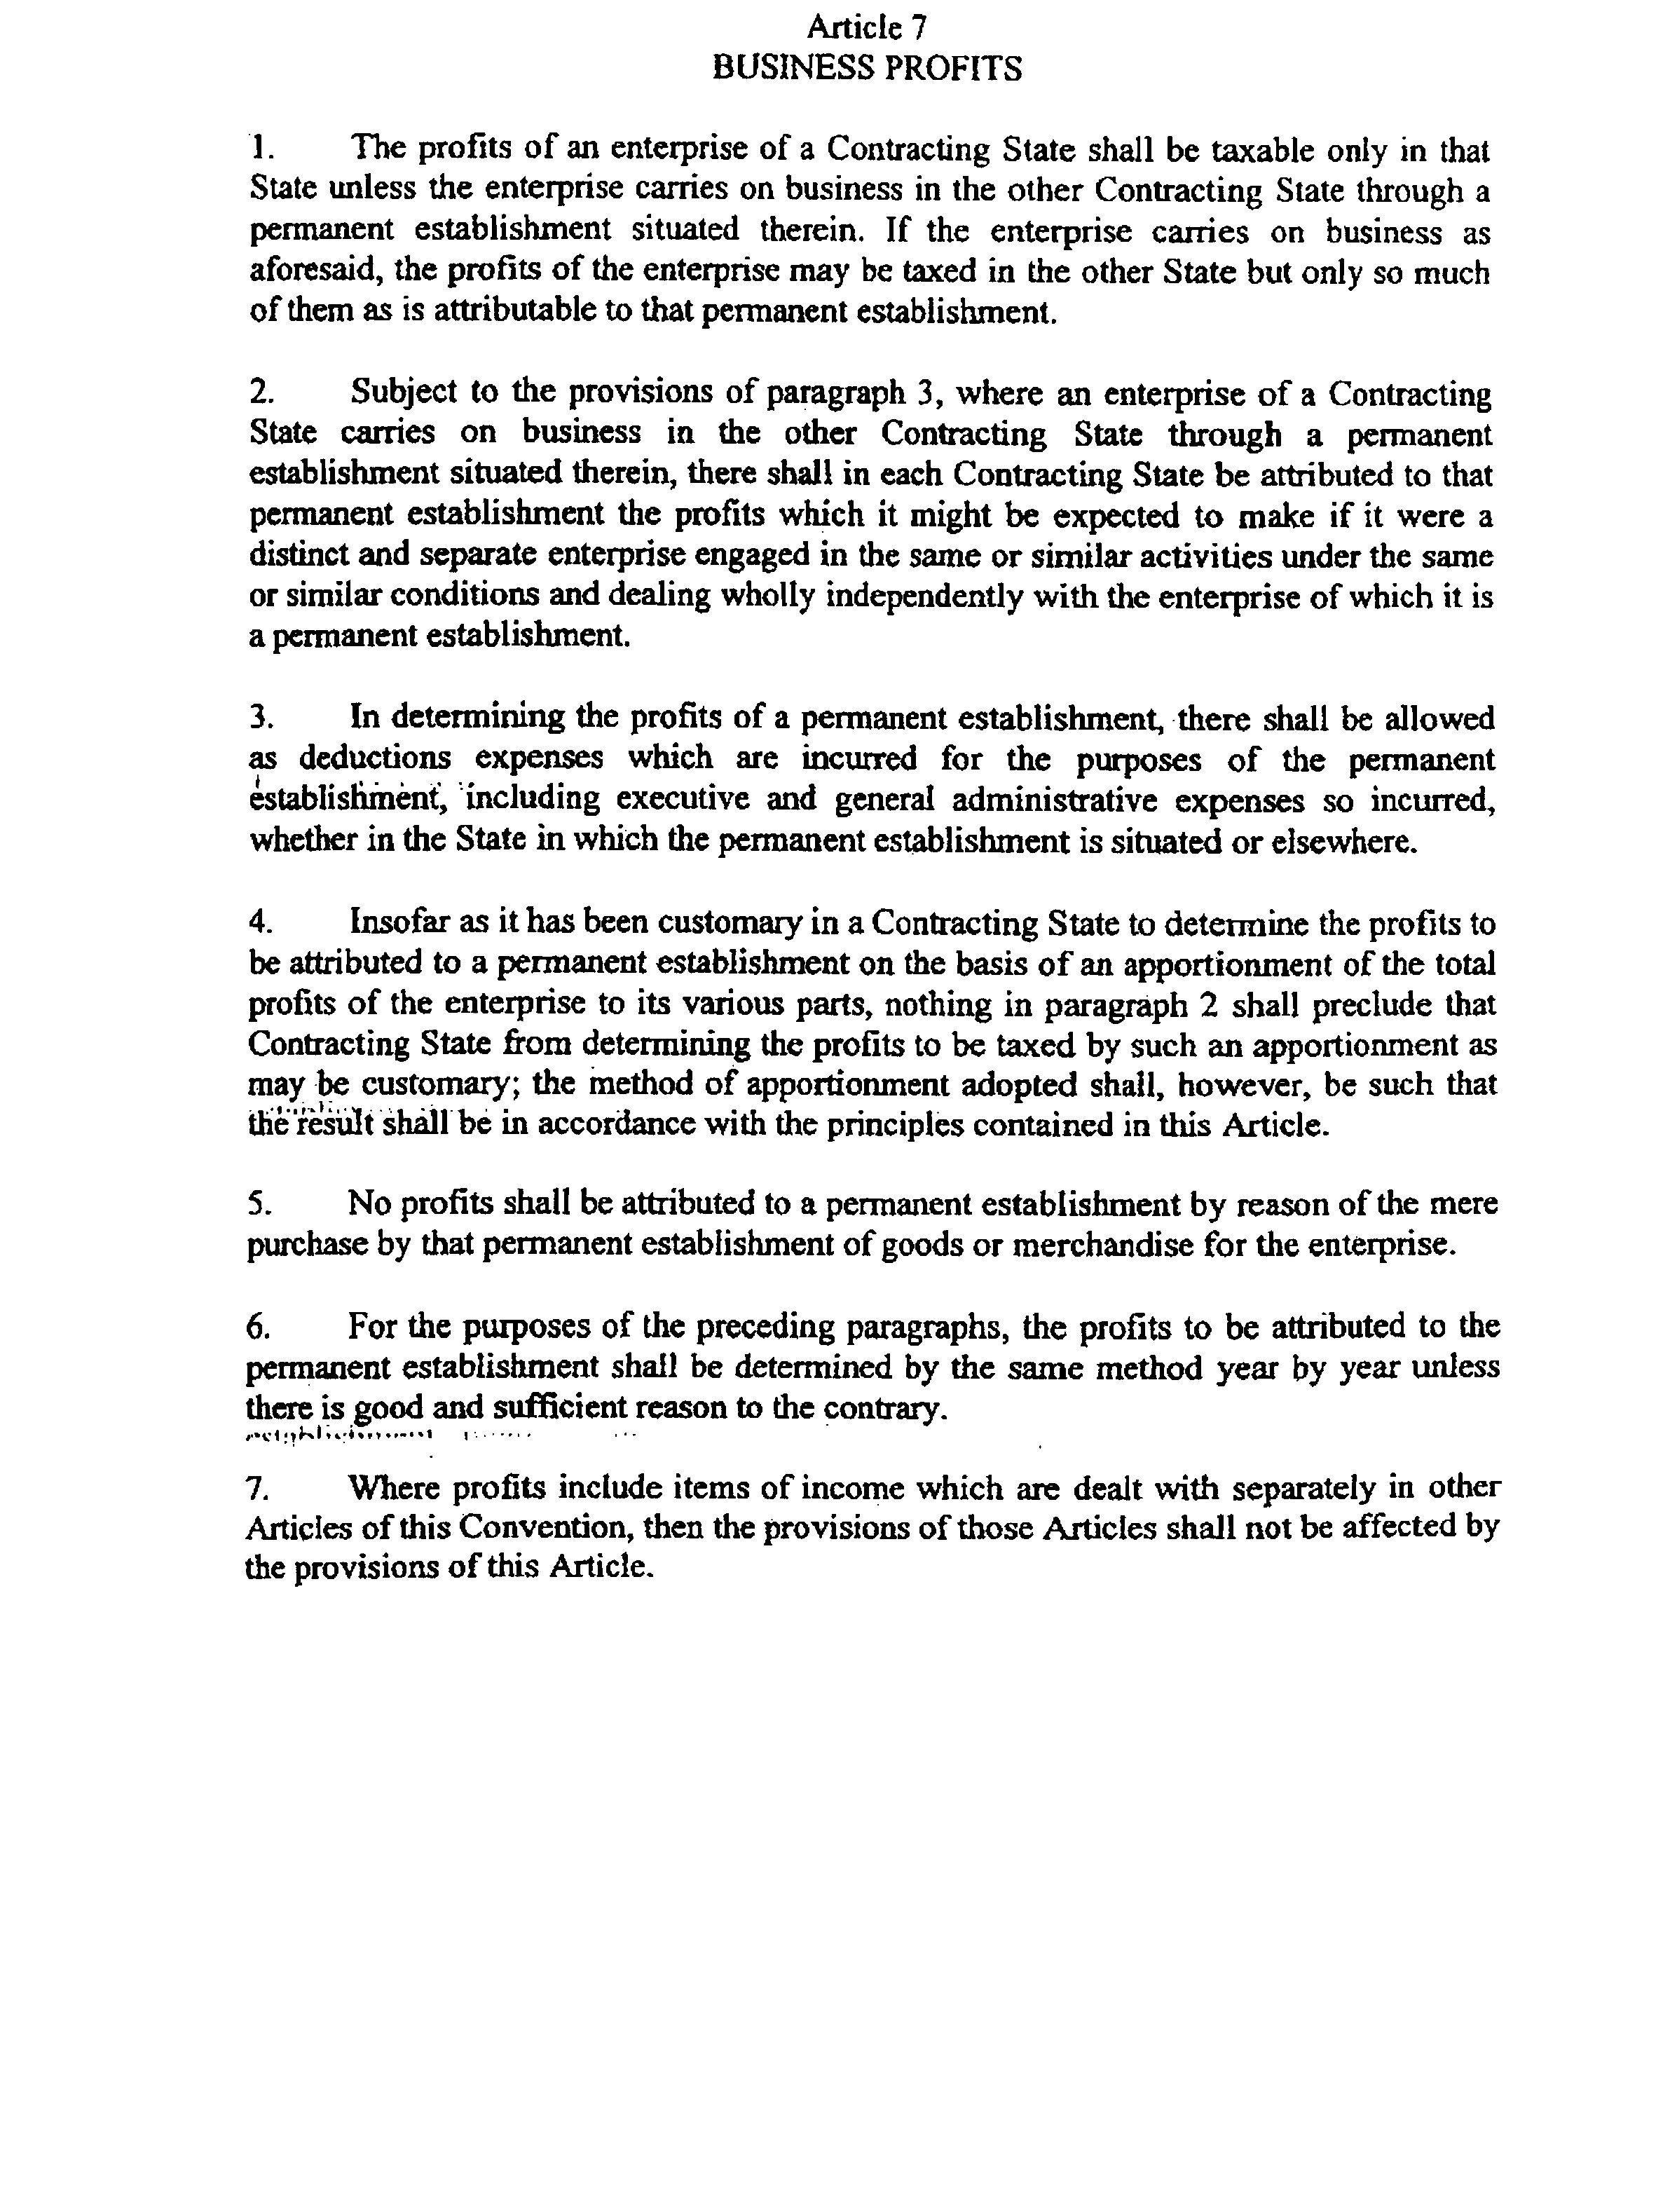 Article 7
BUSINESS PROFITS
1. The profits of an enterprise of a Contracting State shall be taxable only in that
State unless the enterprise carries on business in the other Contracting State through a
permanent establishment situated therein. If the enterprise carries on business as
aforesaid, the profits of the enterprise may be taxed in the other State but only so much
of them as is attributable to that permanent establishment.
2. Subject to the provisions of paragraph 3, where an enterprise of a Contracting
State carries on business in the other Contracting State through a permanent
establishment situated therein, there shall in each Contracting State be attributed to that
permanent establishment the profits which it might be expected to make if it were a
distinct and separate enterprise engaged in the same or similar activities under the same
or similar conditions and dealing wholly independently with the enterprise of which it is
a permanent establishment.
3. In determining the profits of a permanent establishment, there shall be allowed
as deductions expenses which are incurred for the purposes of the permanent
establishment, including executive and general administrative expenses so incurred,
whether in the State in which the permanent establishment is situated or elsewhere.
4. Insofar as it has been customary in a Contracting State to determine the profits to
be attributed to a permanent establishment on the basis of an apportionment of the total
profits of the enterprise to its various parts, nothing in paragraph 2 shall preclude that
Contracting State from determining the profits to be taxed by such an apportionment as
may be customary; the method of apportionment adopted shall, however, be such that
the result shall be in accordance with the principles contained in this Article.
5. No profits shall be attributed to a permanent establishment by reason of the mere
purchase by that permanent establishment of goods or merchandise for the enterprise.
6. For the purposes of the preceding paragraphs, the profits to be attributed to the
permanent establishment shall be determined by the same method year by year unless
there is good and sufficient reason to the contrary.
7. Where profits include items of income which are dealt with separately in other
Articles of this Convention, then the provisions of those Articles shall not be affected by
the provisions of this Article.